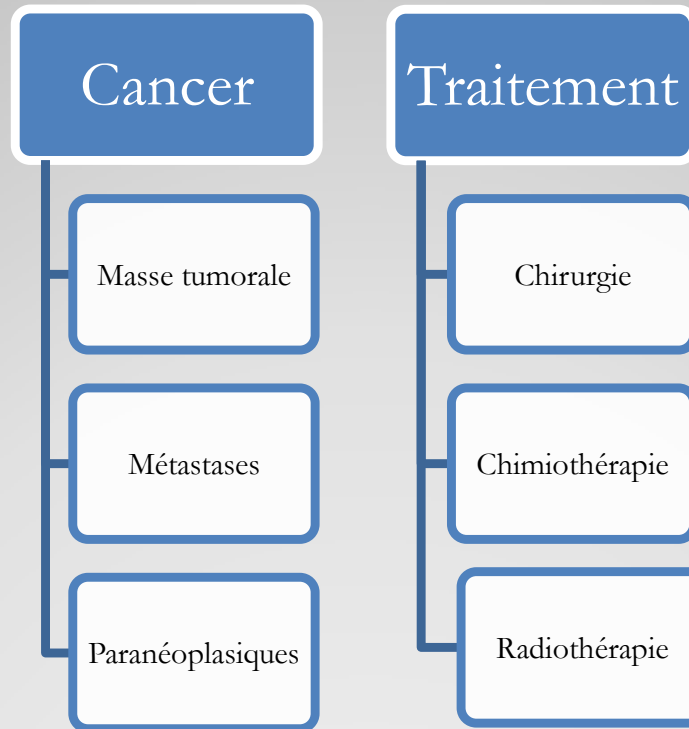 Cancer
Masse tumorale
Métastases
Paranéoplasiques
Traitement
Chirurgie
Chimiothérapie
Radiothérapie